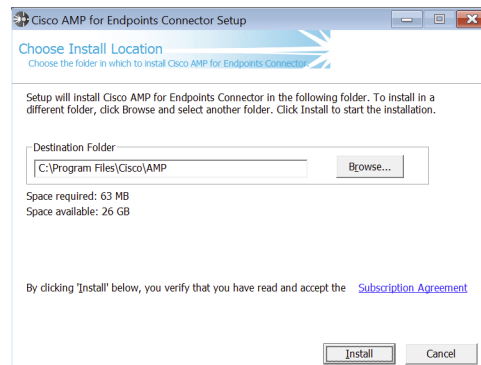 Cisco AMP for Endpoints Connector Setup
Choose Install Location
Choose the folder in which to install Cisco AMP for Endpoints Connector.
Setup will install Cisco AMP for Endpoints Connector in the following folder. To install in a
different folder, click Browse and select another folder. Click Install to start the installation.
Destination Folder
C:\Program Files\Cisco\AMP
Browse...
Space required: 63 MB
Space available: 26 GB
By clicking 'Install' below, you verify that you have read and accept the Subscription Agreement
Install Cancel